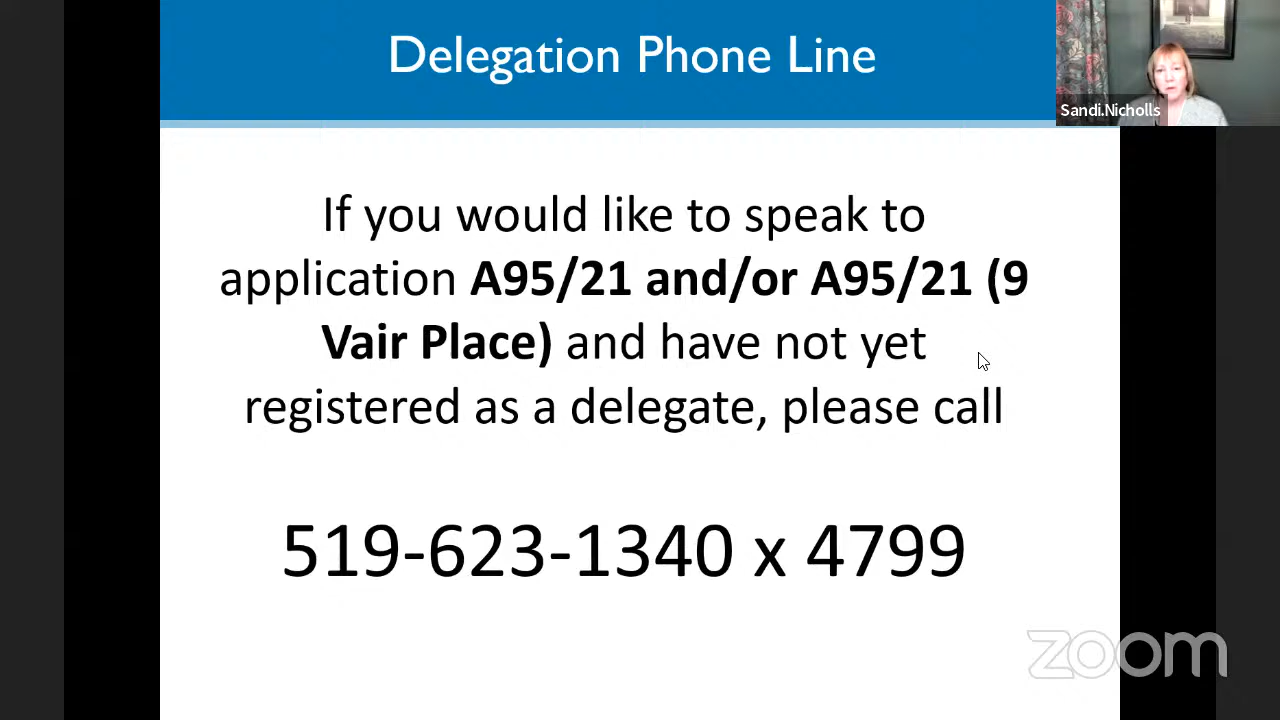 Delegation Phone Line
Sandi.Nicholls
If you would like to speak to
application A95/21 and/or A95/21 (9
Vair Place) and have not yet
registered as a delegate, please call
519-623-1340 x 4799
zoom